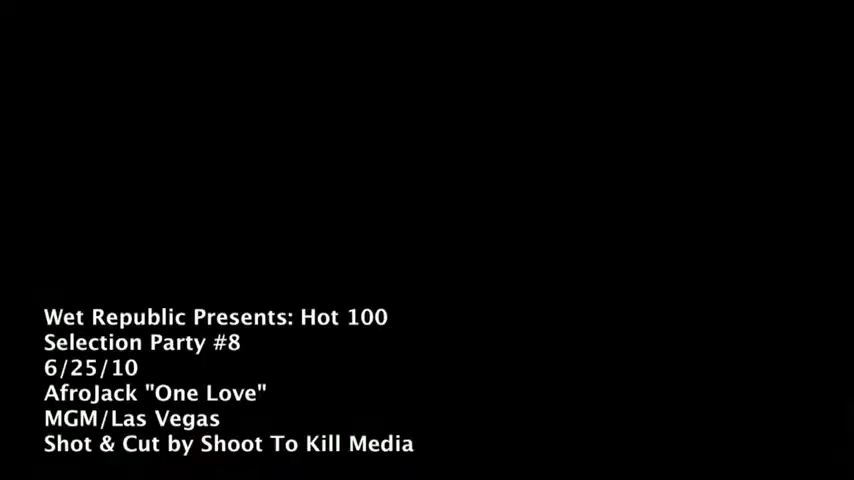 Wet Republic Presents: Hot 100
Selection Party #8
6/25/10
AfroJack "One Love"
MGM/Las Vegas
Shot & Cut by Shoot To Kill Media